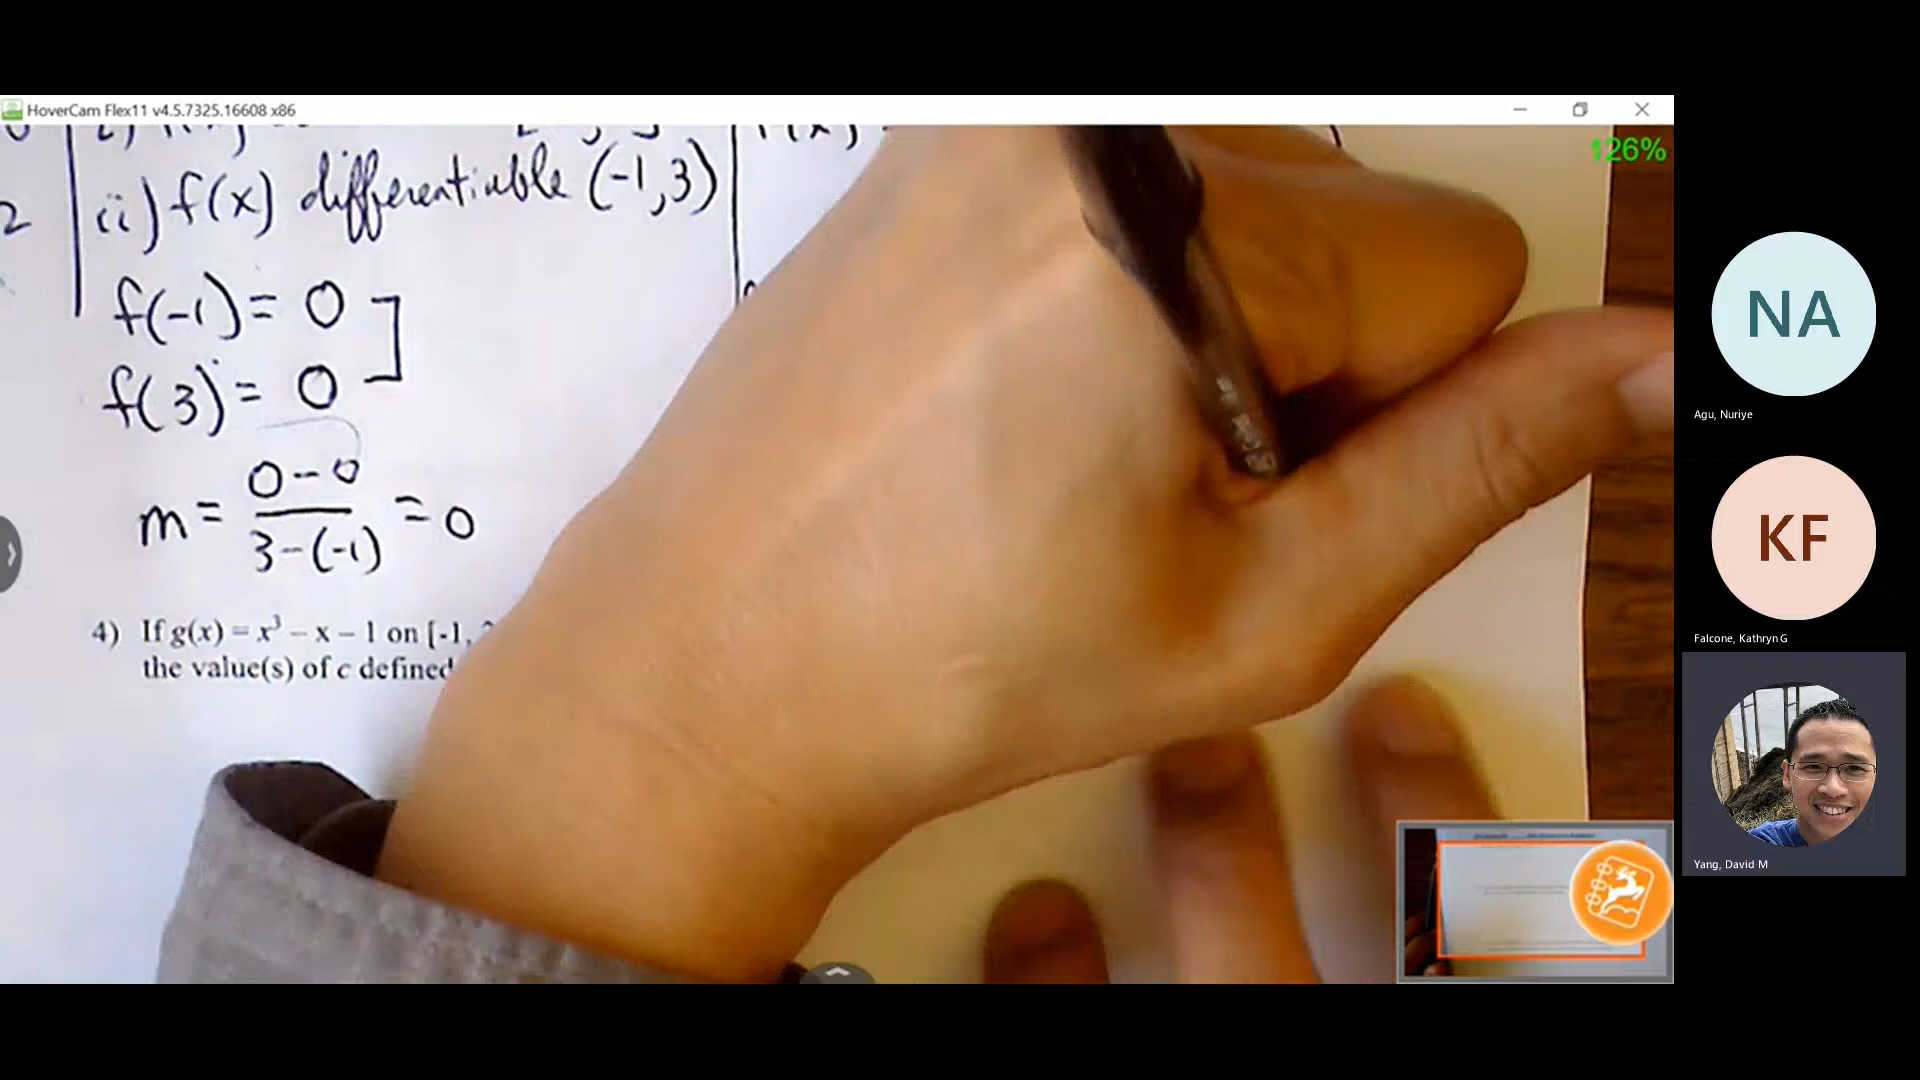 HoverCam Flex11 v4.5.7325.16608 x86
126%
ii) f(x) differentiable (-1,3)
2
f(-1) = 0
f(3) = 0
m = 0-0 / 3-(-1) = 0
4) If g(x) = x³ – x – 1 on [-1,
the value(s) of c defined
NA
Agu, Nuriye
KF
Falcone, Kathryn G
Yang, David M